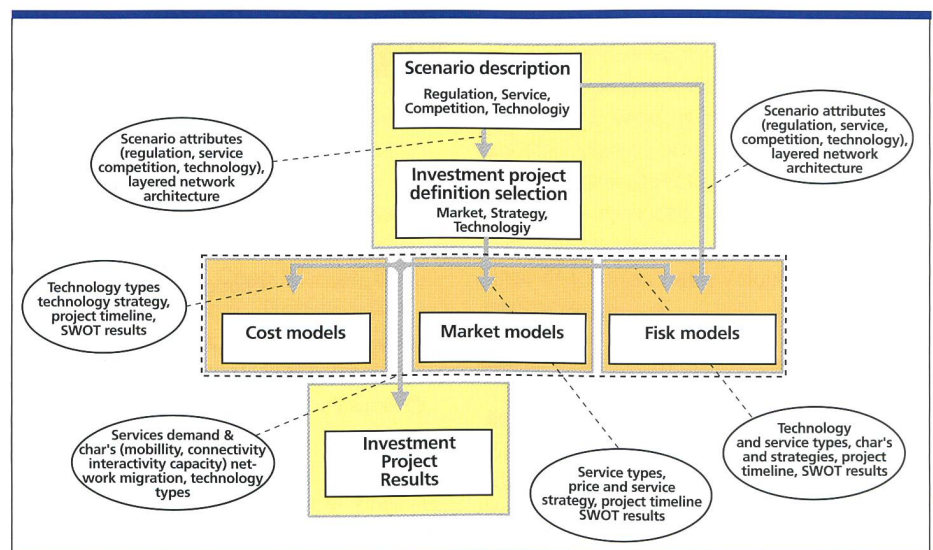 Scenario description
Regulation, Service,
Competition, Technologiy
Scenario attributes
(regulation, service
competition, technology),
layered network
architecture
Scenario attributes
(regulation, service,
competition, technology),
layered network
architecture
Investment project
definition selection
Market, Strategy,
Technologiy
Technology types
technology strategy,
project timeline,
SWOT results
Cost models
Market models
Fisk models
Services demand &
char's (mobillity, connectivity
interactivity capacity) net-
work migration, technology
types
Investment
Project
Results
Service types,
price and service
strategy, project timeline
SWOT results
Technology
and service types, char's
and strategies, project
timeline, SWOT results